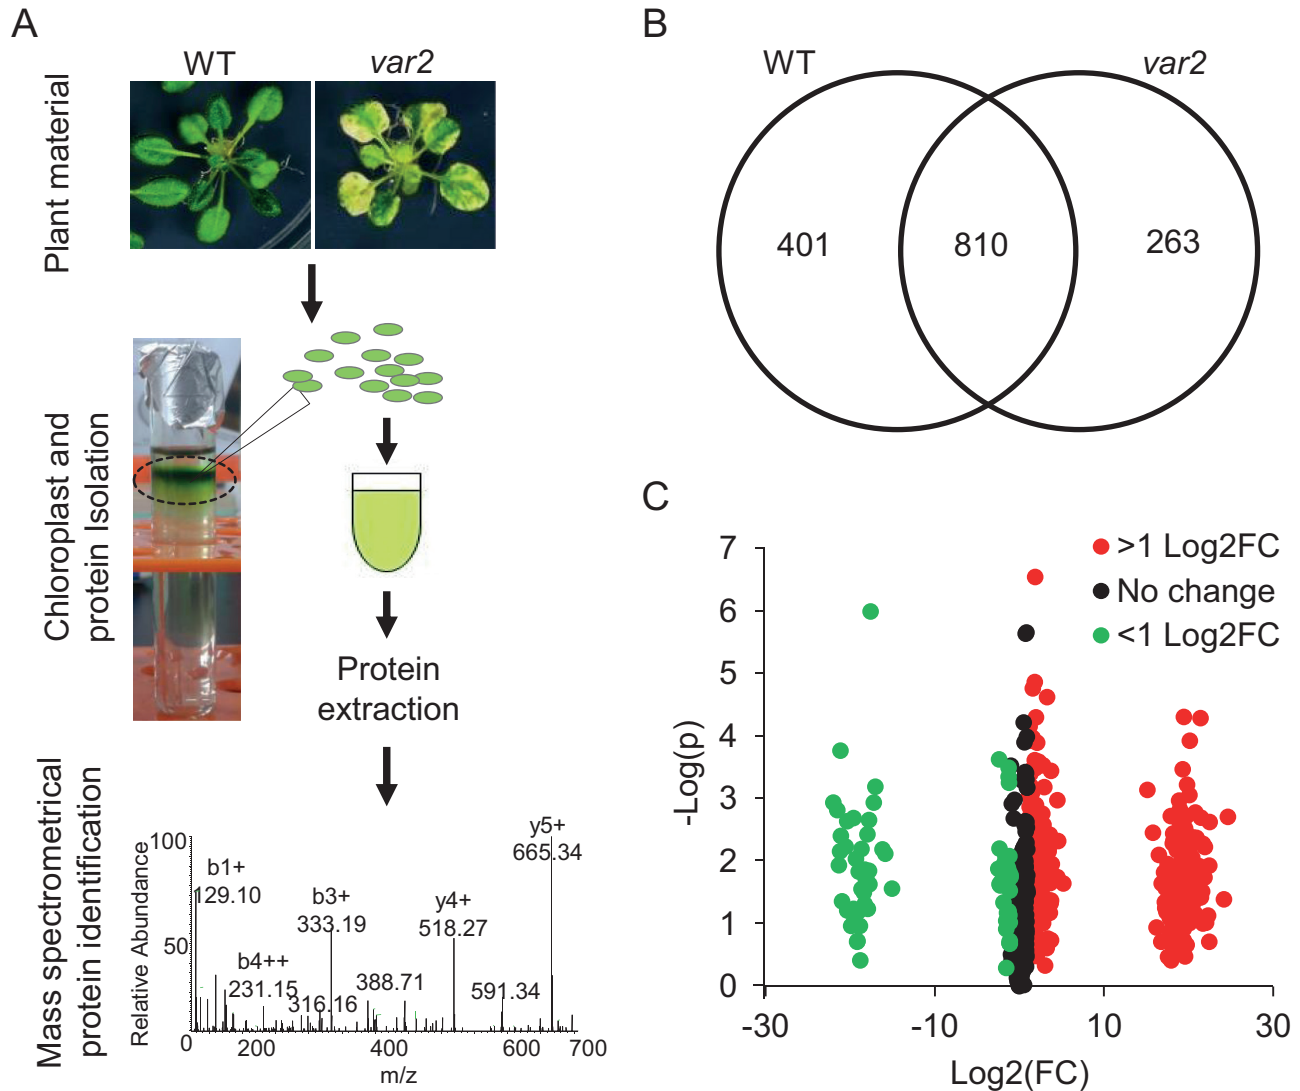 A
WT
var2
Plant material
Chloroplast and
protein Isolation
Protein
extraction
Mass spectrometrical
protein identification
Relative Abundance
100
50
0
200
400
600
700
m/z
b1+
129.10
b4++
231.15
b3+
333.19
316.16
388.71
y4+
518.27
591.34
y5+
665.34
B
WT
var2
401
810
263
C
>1 Log2FC
No change
<1 Log2FC
-Log(p)
7
6
5
4
3
2
1
0
-30
-10
10
30
Log2(FC)